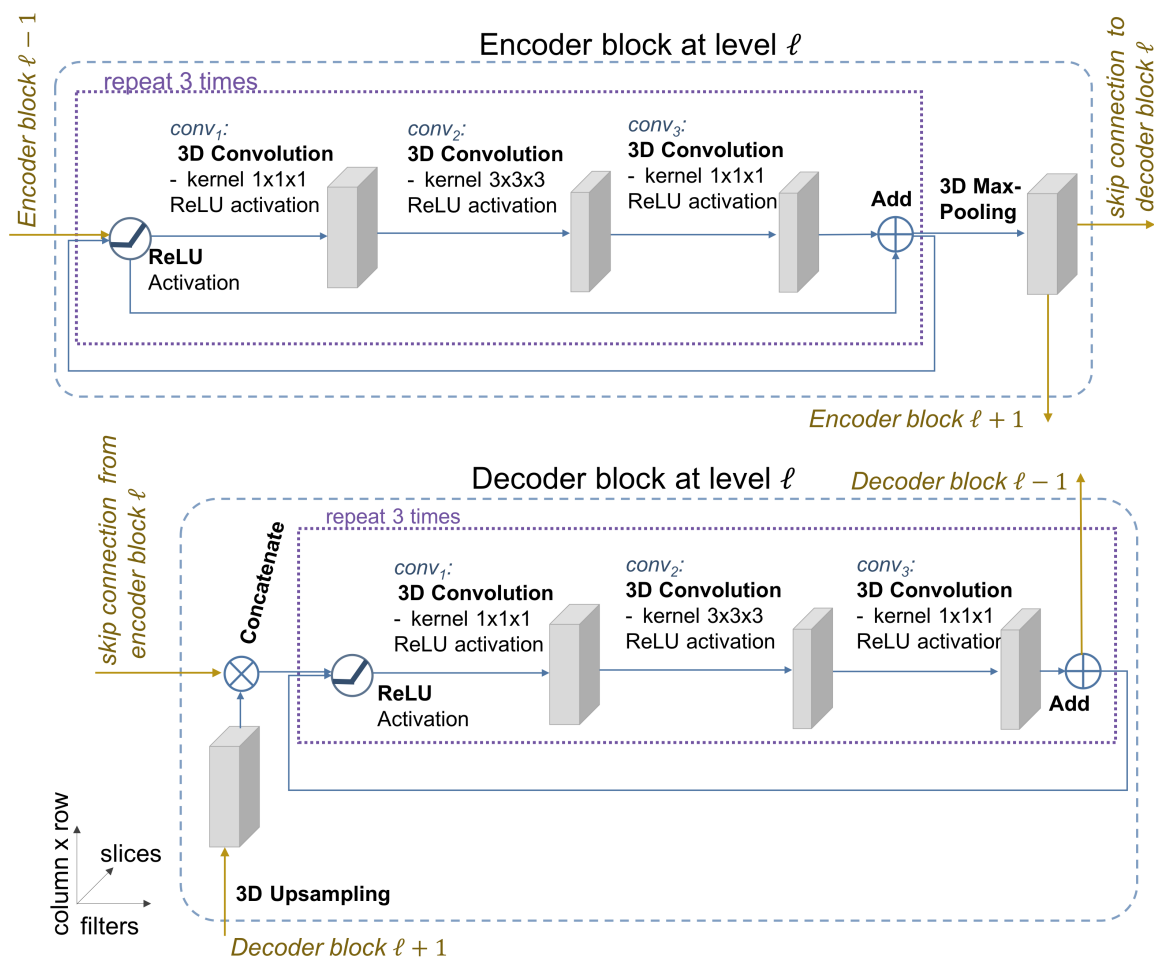 Encoder block at level ℓ
Encoder block ℓ − 1
skip connection to
decoder block ℓ
repeat 3 times
conv1:
3D Convolution
- kernel 1x1x1
ReLU activation
conv2:
3D Convolution
- kernel 3x3x3
ReLU activation
conv3:
3D Convolution
- kernel 1x1x1
ReLU activation
Add
3D Max-
Pooling
ReLU
Activation
Encoder block ℓ + 1
Decoder block at level ℓ
Decoder block ℓ − 1
skip connection from
encoder block ℓ
Concatenate
repeat 3 times
conv1:
3D Convolution
- kernel 1x1x1
ReLU activation
conv2:
3D Convolution
- kernel 3x3x3
ReLU activation
conv3:
3D Convolution
- kernel 1x1x1
ReLU activation
ReLU
Activation
Add
column x row
slices
filters
3D Upsampling
Decoder block ℓ + 1